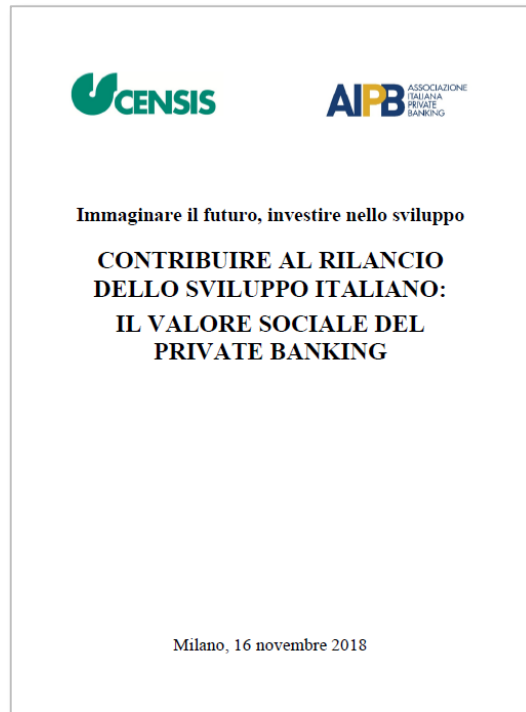 CENSIS
AIPB ASSOCIAZIONE
ITALIANA
PRIVATE
BANKING
Immaginare il futuro, investire nello sviluppo
CONTRIBUIRE AL RILANCIO
DELLO SVILUPPO ITALIANO:
IL VALORE SOCIALE DEL
PRIVATE BANKING
Milano, 16 novembre 2018